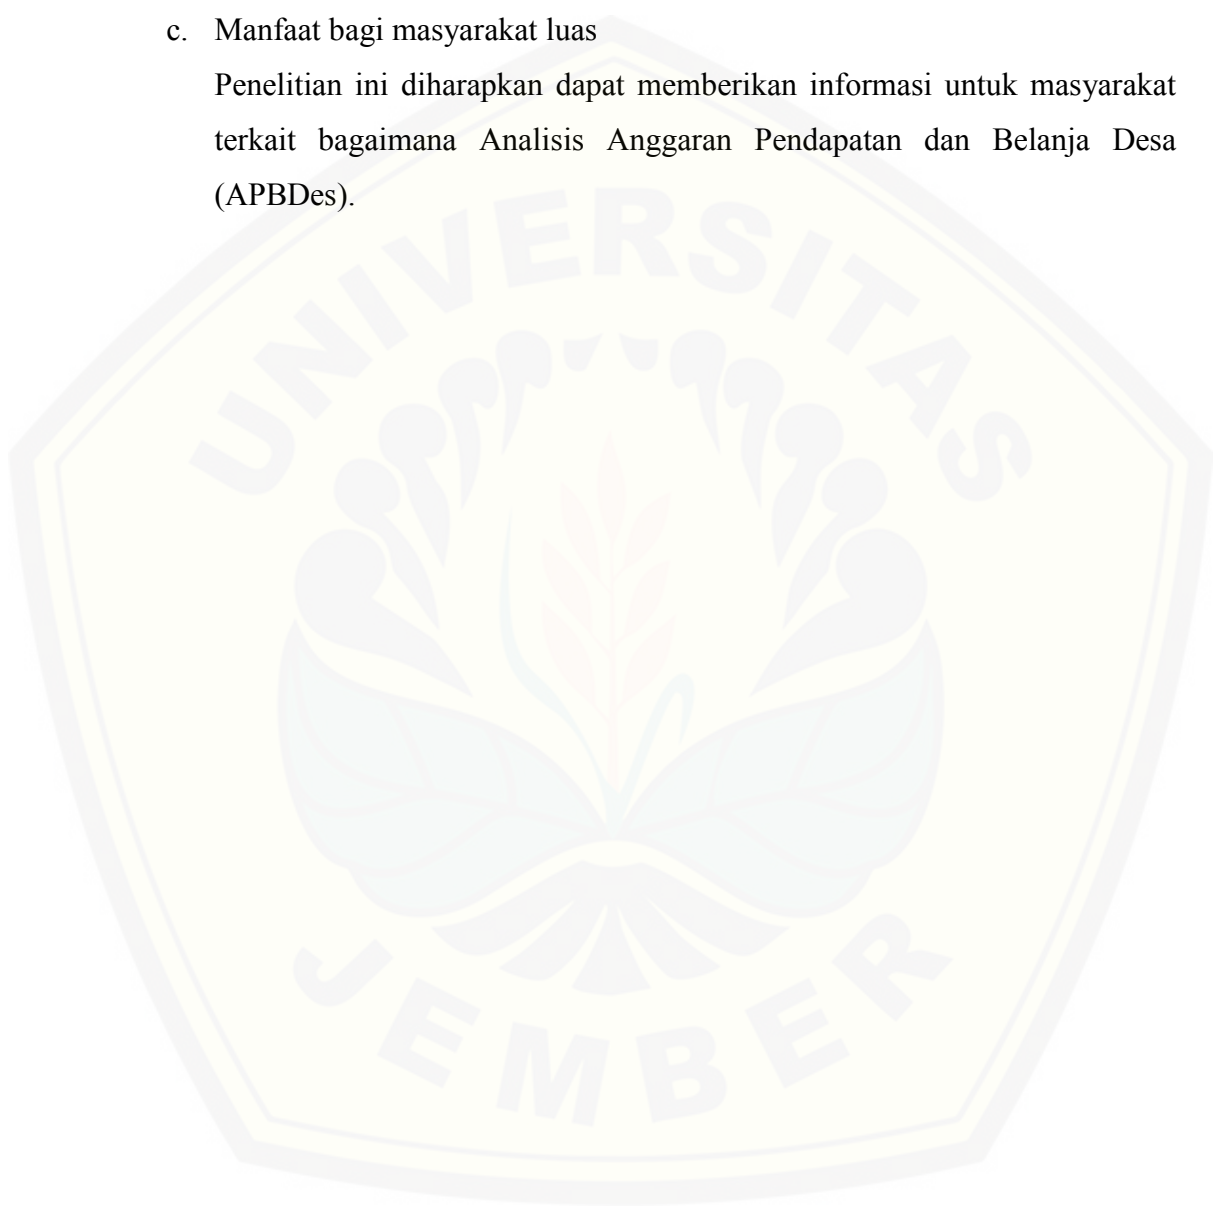 c. Manfaat bagi masyarakat luas
Penelitian ini diharapkan dapat memberikan informasi untuk masyarakat
terkait bagaimana Analisis Anggaran Pendapatan dan Belanja Desa
(APBDes).
UNIVERSITAS
JEMBER